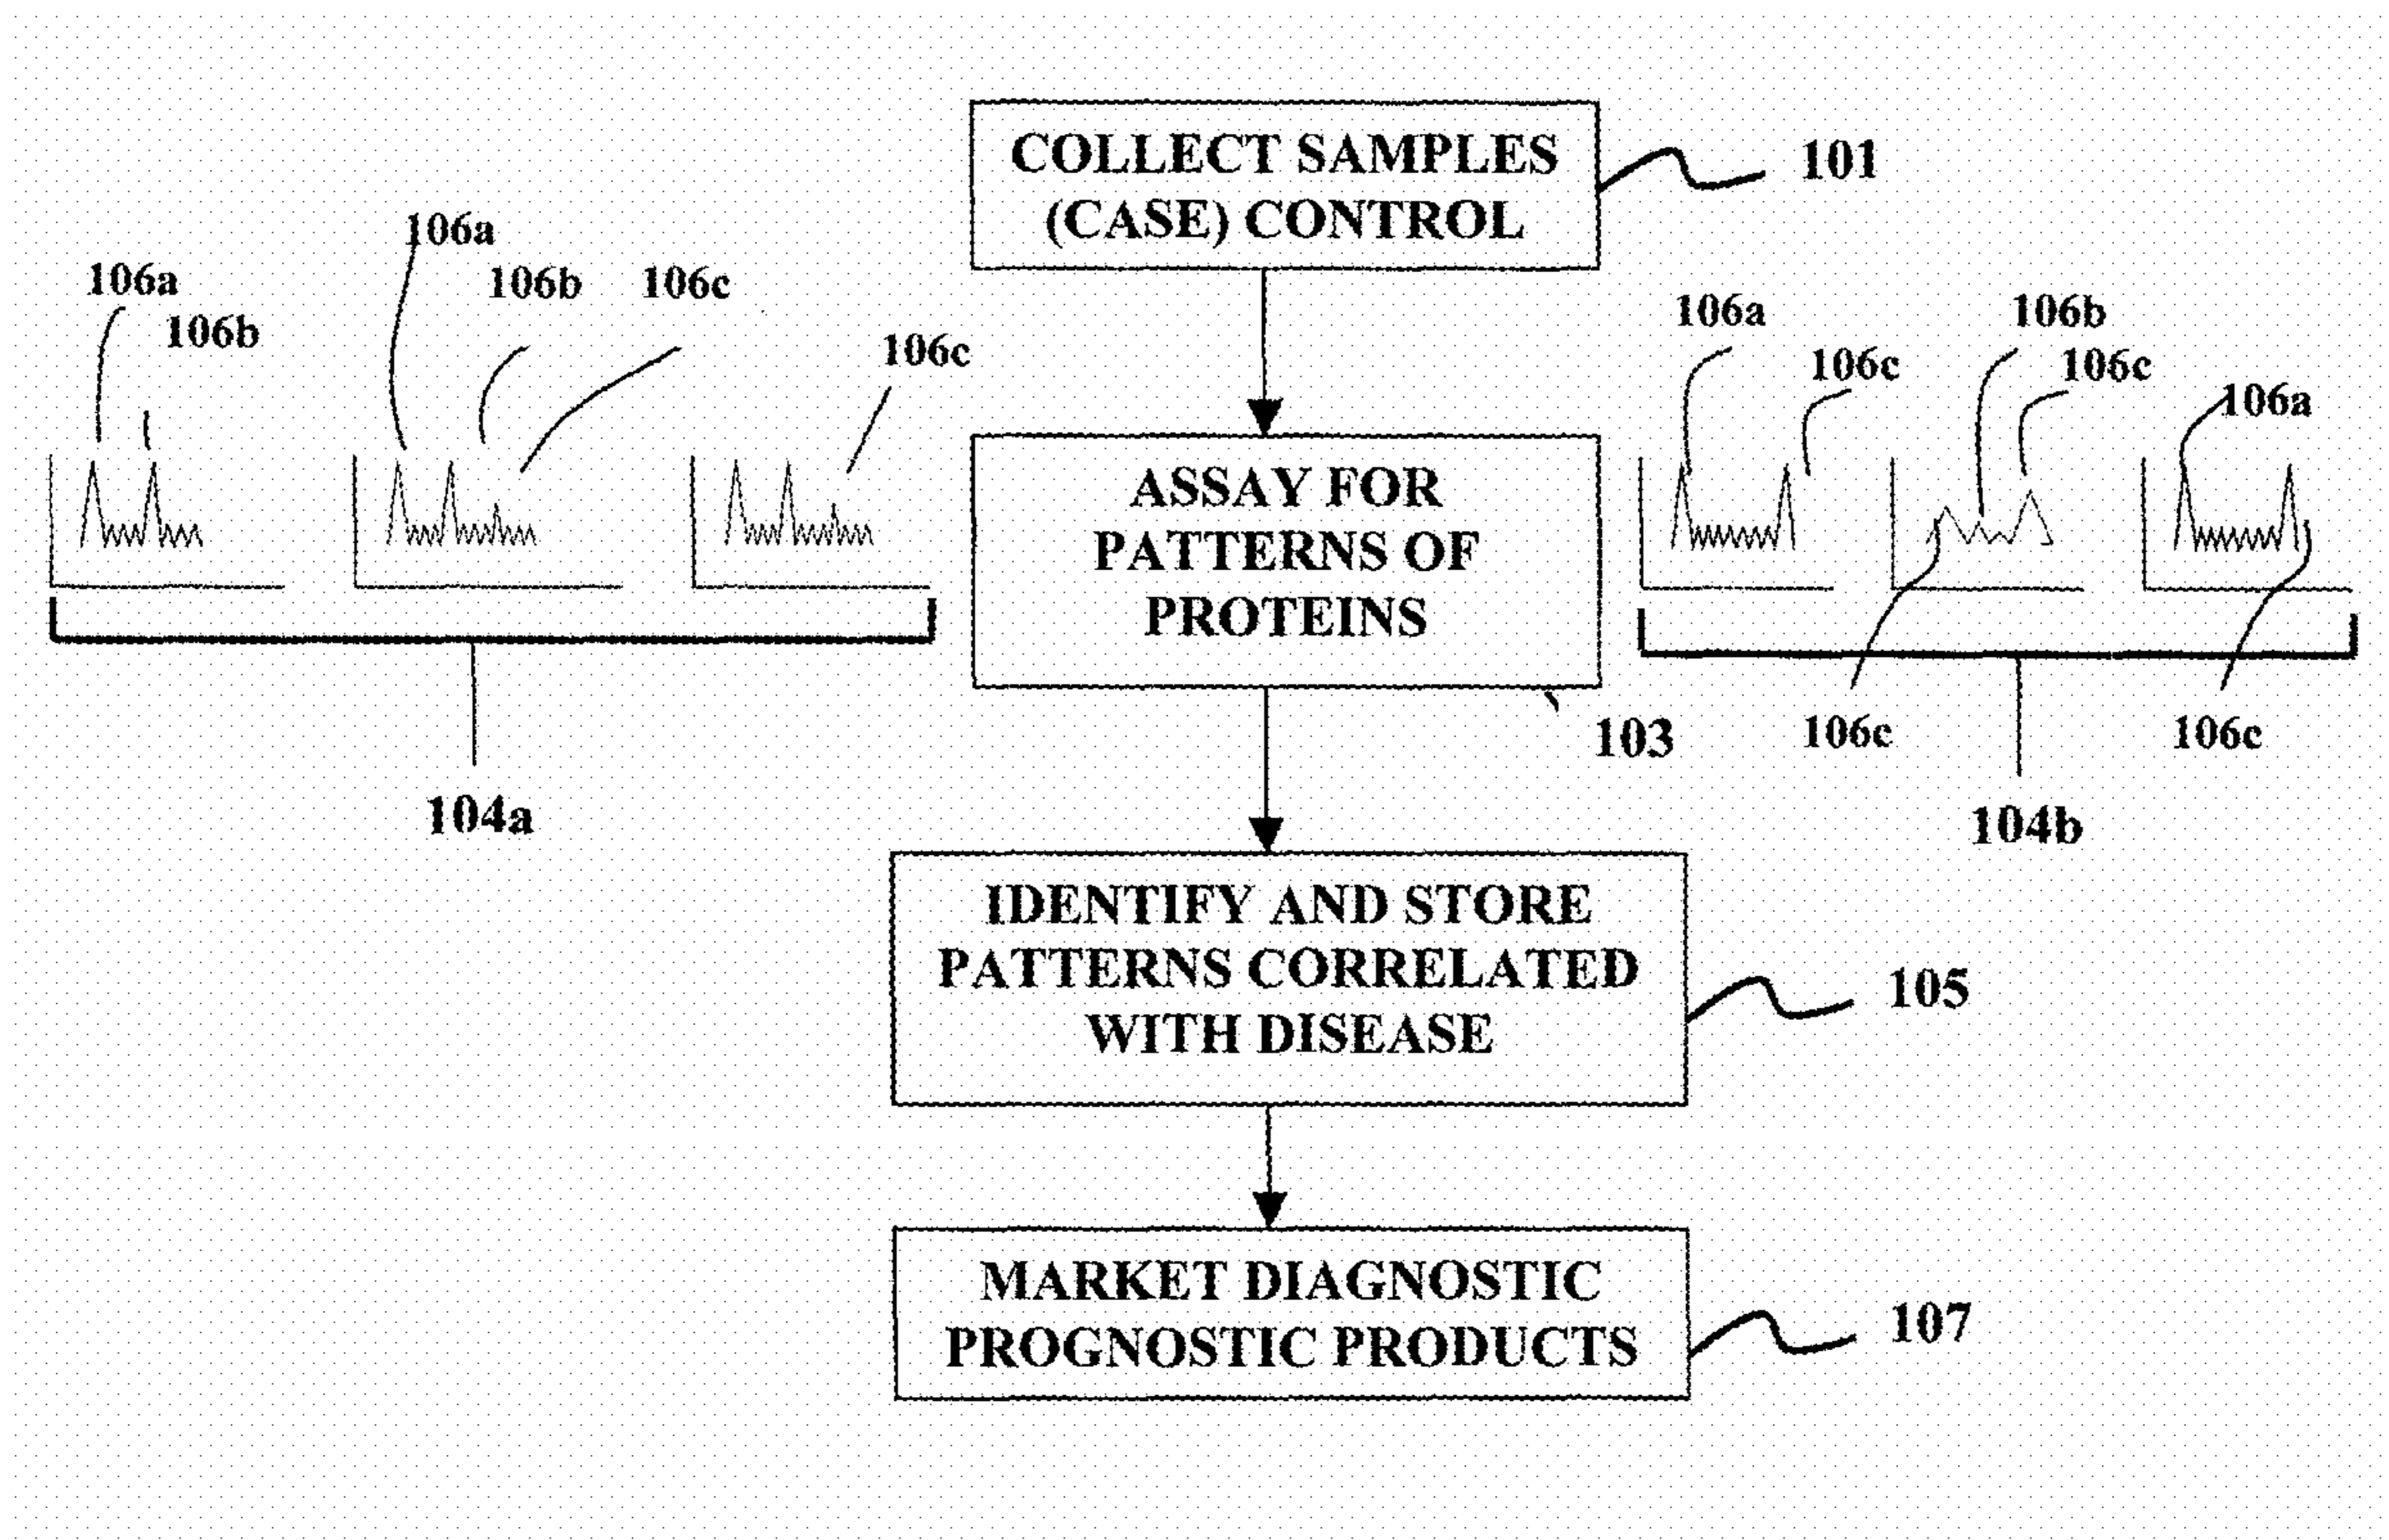 COLLECT SAMPLES
(CASE) CONTROL
101
106a
106b
106a
106b
106c
106c
106a
106c
106b
106c
106a
ASSAY FOR
PATTERNS OF
PROTEINS
103
106c
106c
104a
104b
IDENTIFY AND STORE
PATTERNS CORRELATED
WITH DISEASE
105
MARKET DIAGNOSTIC
PROGNOSTIC PRODUCTS
107